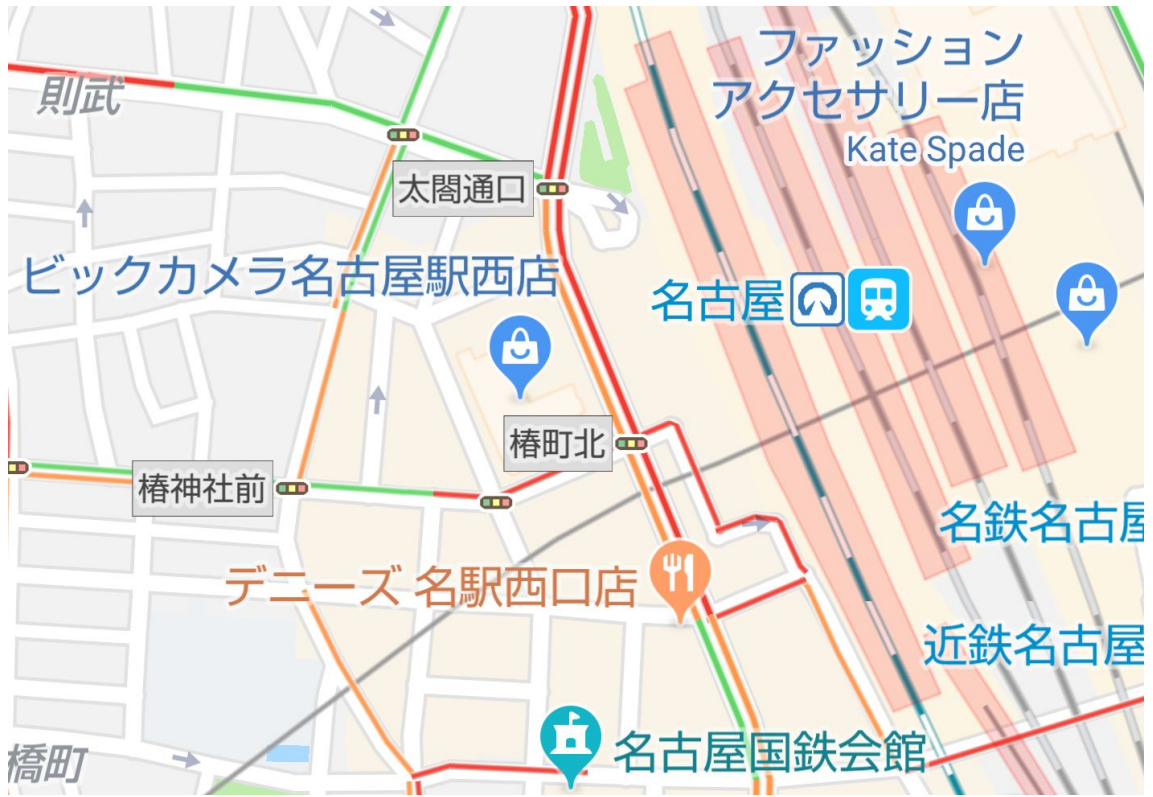 ファッション
アクセサリー店
Kate Spade
則武
太閤通口
ビックカメラ名古屋駅西店
名古屋
椿町北
椿神社前
名鉄名古屋
デニーズ 名駅西口店
近鉄名古屋
名古屋国鉄会館
橋町